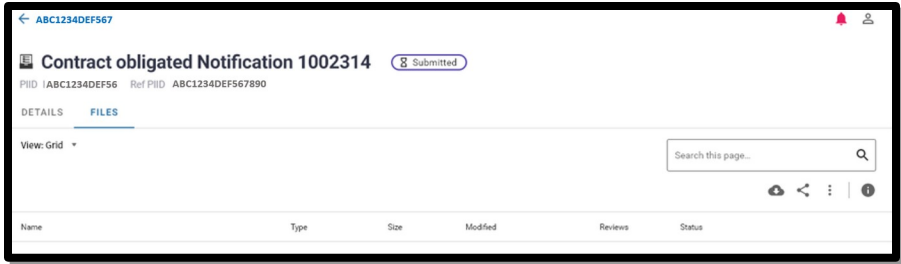 ABC1234DEF567
Contract obligated Notification 1002314 Submitted
PIID ABC1234DEF56 Ref PIID ABC1234DEF567890
DETAILS FILES
View: Grid
Search this page...
Name Type Size Modified Reviews Status